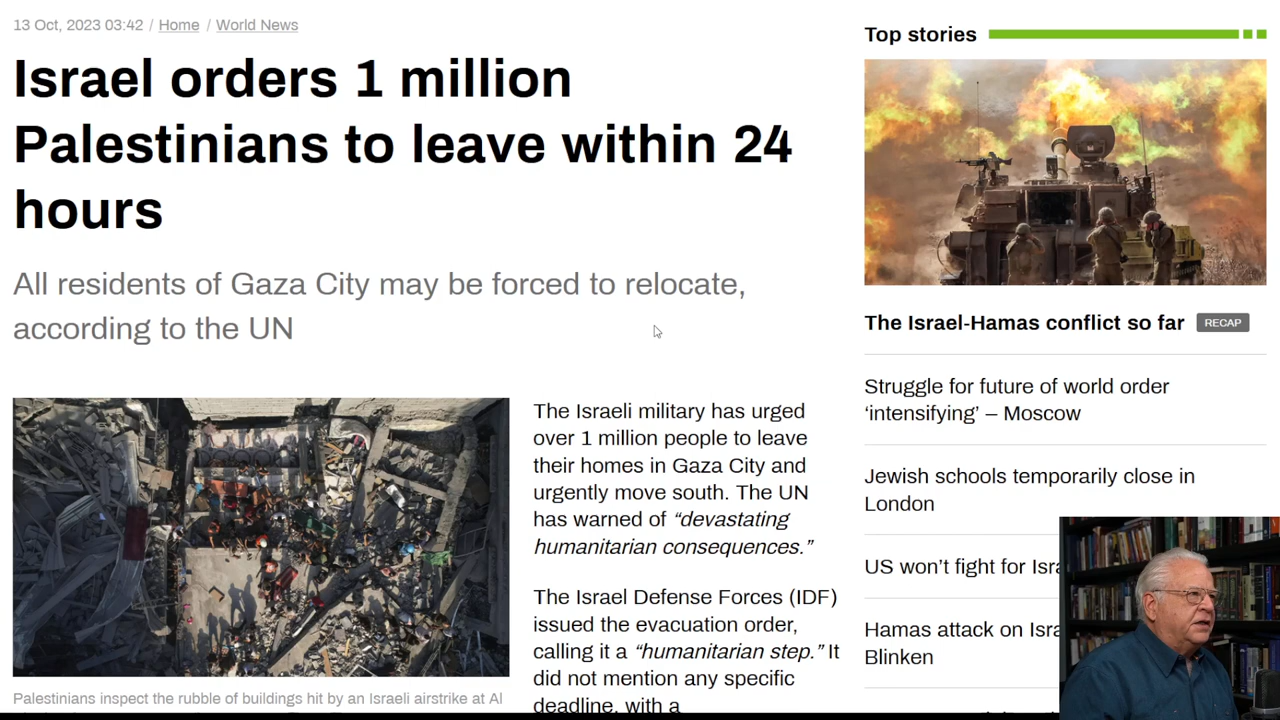 13 Oct, 2023 03:42 / Home / World News
Israel orders 1 million
Palestinians to leave within 24
hours
All residents of Gaza City may be forced to relocate,
according to the UN
Palestinians inspect the rubble of buildings hit by an Israeli airstrike at Al
The Israeli military has urged
over 1 million people to leave
their homes in Gaza City and
urgently move south. The UN
has warned of “devastating
humanitarian consequences.”
The Israel Defense Forces (IDF)
issued the evacuation order,
calling it a “humanitarian step.” It
did not mention any specific
deadline, with a
Top stories
The Israel-Hamas conflict so far RECAP
Struggle for future of world order
‘intensifying’ – Moscow
Jewish schools temporarily close in
London
US won’t fight for Isra
Hamas attack on Isra
Blinken